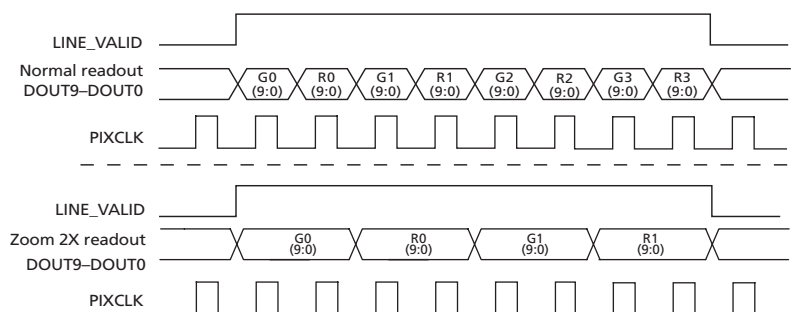 LINE_VALID
Normal readout
DOUT9–DOUT0
G0 R0 G1 R1 G2 R2 G3 R3
(9:0) (9:0) (9:0) (9:0) (9:0) (9:0) (9:0) (9:0)
PIXCLK
LINE_VALID
Zoom 2X readout
DOUT9–DOUT0
G0 R0 G1 R1
(9:0) (9:0) (9:0) (9:0)
PIXCLK